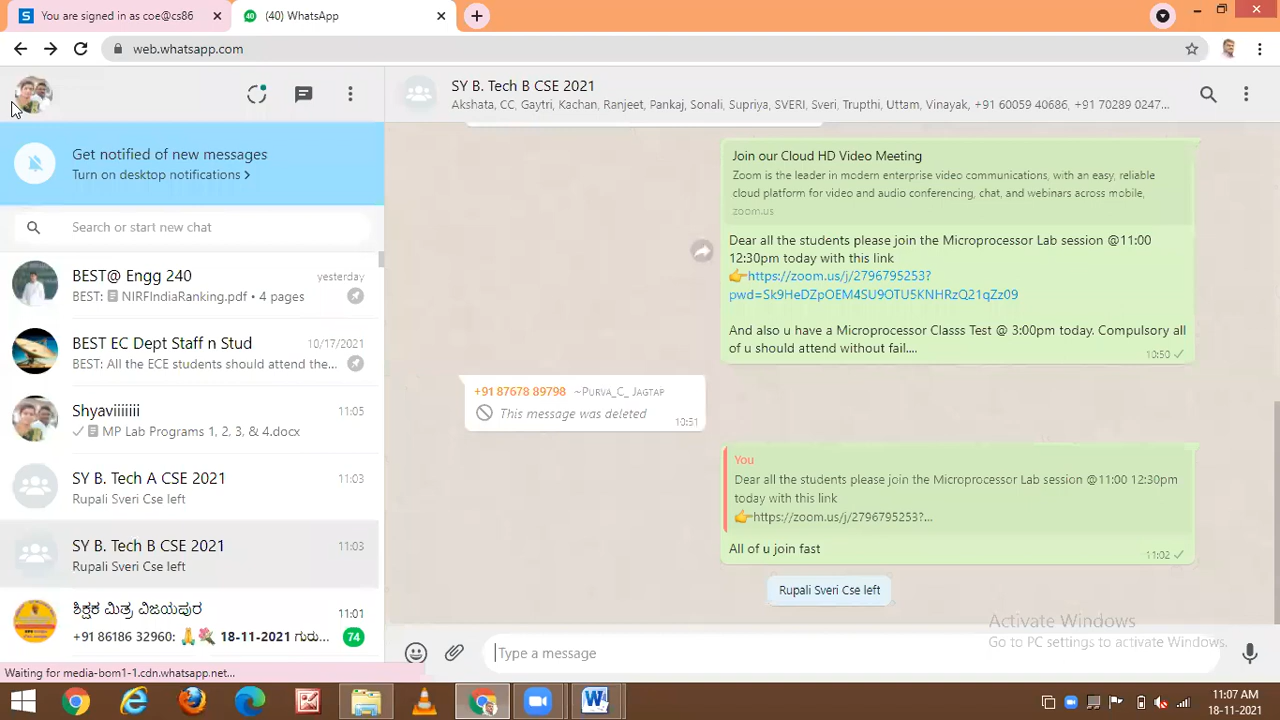 You are signed in as coe@cs86
(40) WhatsApp
web.whatsapp.com
SY B. Tech B CSE 2021
Akshata, CC, Gaytri, Kachan, Ranjeet, Pankaj, Sonali, Supriya, SVERI, Sveri, Trupthi, Uttam, Vinayak, +91 60059 40686, +91 70289 0247...
Get notified of new messages
Turn on desktop notifications >
Search or start new chat
BEST@ Engg 240
yesterday
BEST: NIRFIndiaRanking.pdf • 4 pages
BEST EC Dept Staff n Stud
10/17/2021
BEST: All the ECE students should attend the...
Shyaviiiiiii
11:05
MP Lab Programs 1, 2, 3, & 4.docx
SY B. Tech A CSE 2021
11:03
Rupali Sveri Cse left
SY B. Tech B CSE 2021
11:03
Rupali Sveri Cse left
ಶಿಕ್ಷಕ ಮಿತ್ರ ವಿಜಯಪುರ
11:01
+91 86186 32960: 🙏💐 18-11-2021 ಗುರು...
74
Waiting for media-bom1-1.cdn.whatsapp.net...
Join our Cloud HD Video Meeting
Zoom is the leader in modern enterprise video communications, with an easy, reliable
cloud platform for video and audio conferencing, chat, and webinars across mobile,
zoom.us
Dear all the students please join the Microprocessor Lab session @11:00
12:30pm today with this link
👉https://zoom.us/j/2796795253?
pwd=Sk9HeDZpOEM4SU9OTU5KNHRzQ21qZz09
And also u have a Microprocessor Classs Test @ 3:00pm today. Compulsory all
of u should attend without fail....
10:50
+91 87678 89798 ~Purva_C_ Jagtap
This message was deleted
10:51
You
Dear all the students please join the Microprocessor Lab session @11:00 12:30pm
today with this link
👉https://zoom.us/j/2796795253?...
All of u join fast
11:02
Rupali Sveri Cse left
Type a message
Activate Windows
Go to PC settings to activate Windows.
11:07 AM
18-11-2021